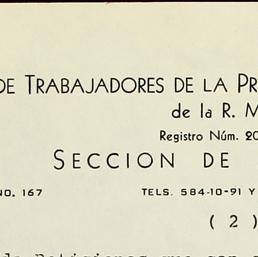 DE TRABAJADORES DE LA PR
de la R. M
Registro Núm. 20
SECCION DE
NO. 167 TELS. 584-10-91 Y
( 2 )